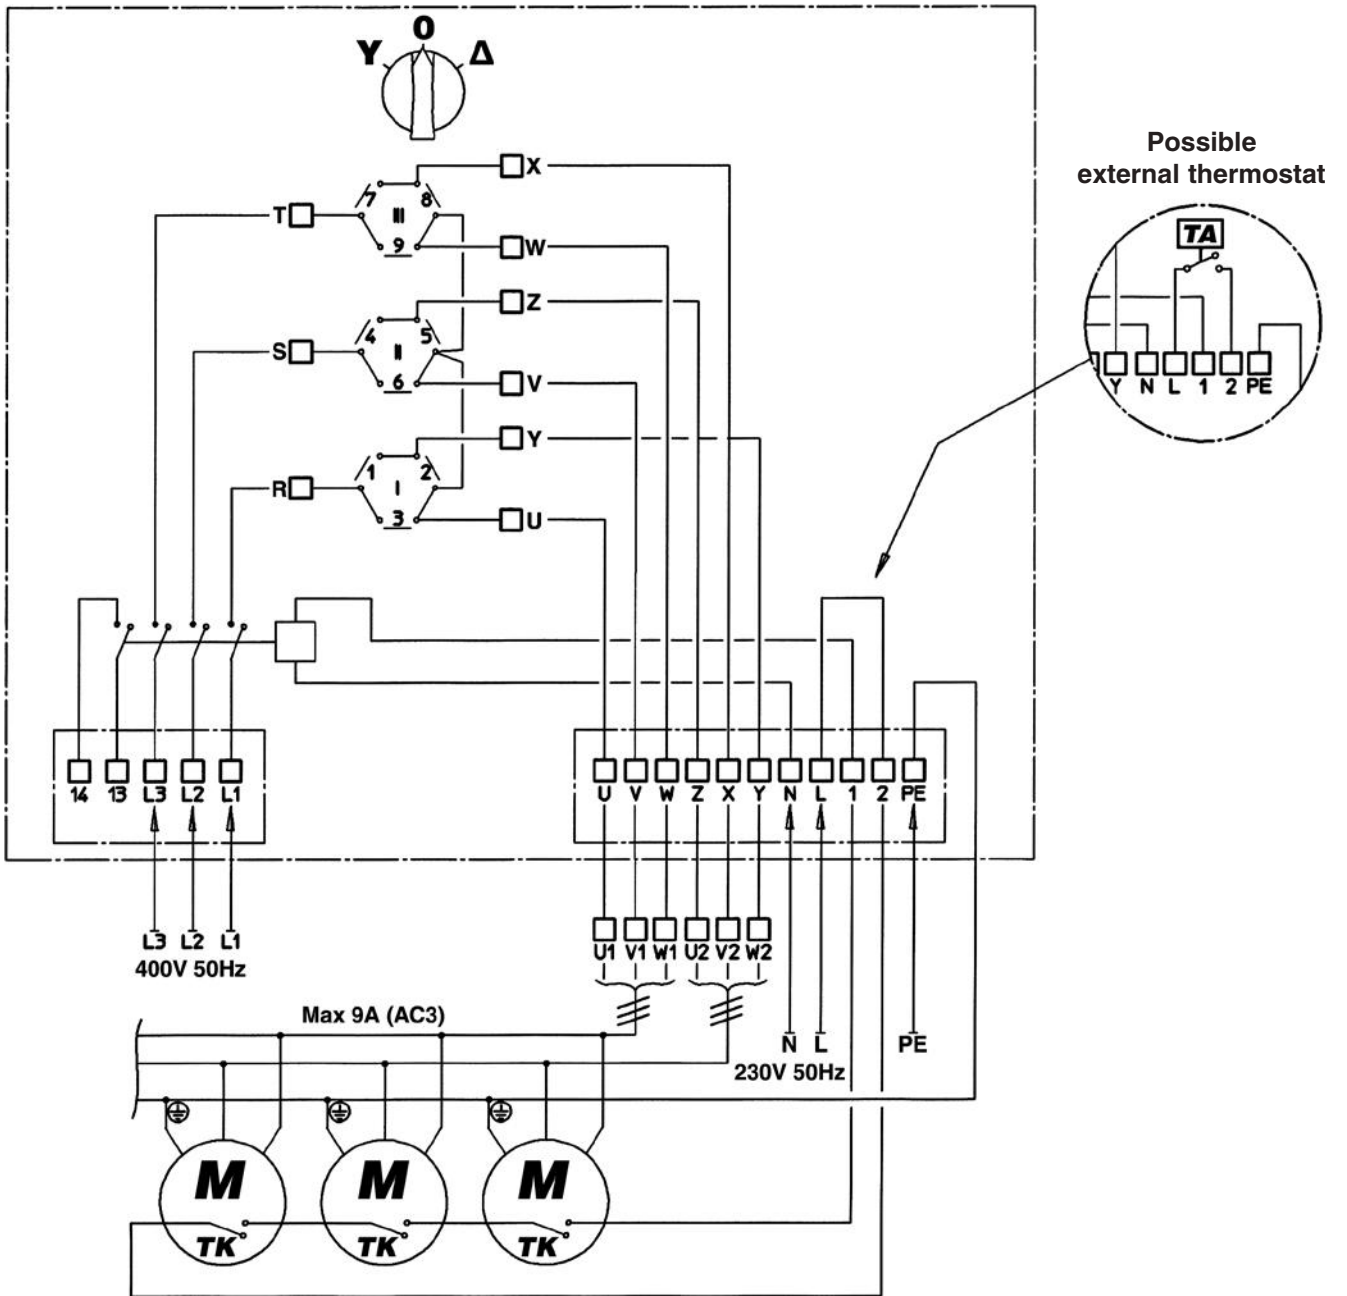 O
Y Δ
Possible
external thermostat
TA
Y N L 1 2 PE
X
T
7 8
III
9
W
Z
S
4 5
II
6
V
Y
R
1 2
I
3
U
14 13 L3 L2 L1
U V W Z X Y N L 1 2 PE
L3 L2 L1
400V 50Hz
U1 V1 W1 U2 V2 W2
Max 9A (AC3)
N L PE
230V 50Hz
M M M
TK TK TK